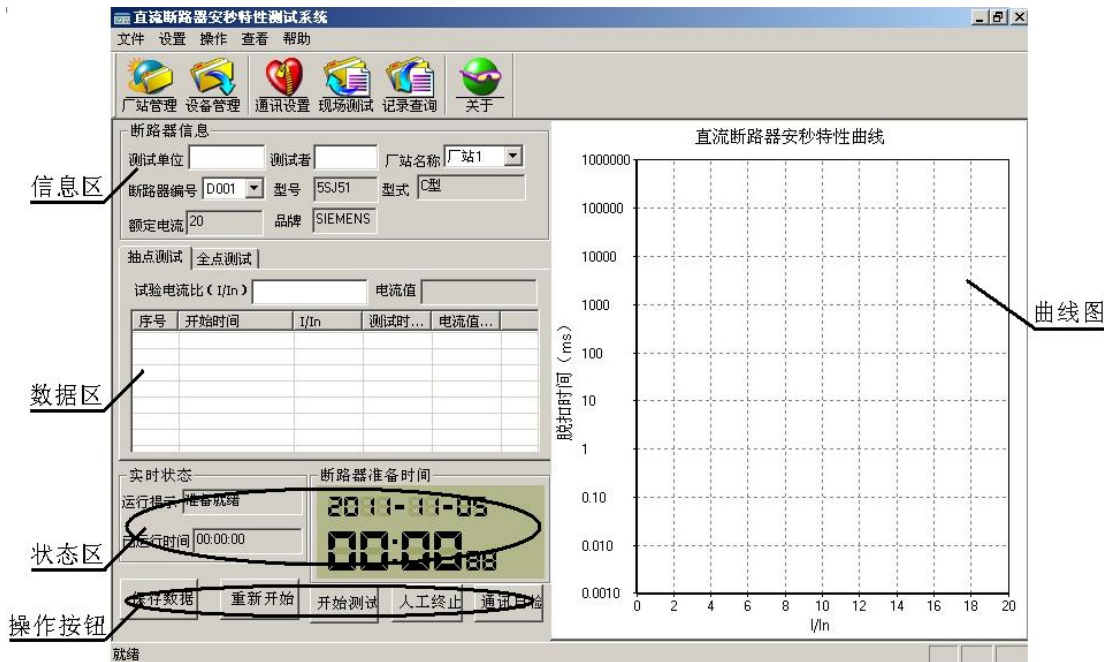 直流断路器安秒特性测试系统
文件 设置 操作 查看 帮助
厂站管理 设备管理 通讯设置 现场测试 记录查询 关于
断路器信息
测试单位 测试者 厂站名称 厂站1
断路器编号 D001 型号 5SJ51 型式 C型
额定电流 20 品牌 SIEMENS
信息区
抽点测试 全点测试
试验电流比(I/In) 电流值
序号 开始时间 I/In 测试时... 电流值...
数据区
实时状态
运行提示 准备就绪
已运行时间 00:00:00
断路器准备时间
2011-11-05
00:00
状态区
保存数据 重新开始 开始测试 人工终止 通讯自检
操作按钮
就绪
直流断路器安秒特性曲线
1000000
100000
10000
1000
100
10
1
0.10
0.010
0.0010
脱扣时间(ms)
0 2 4 6 8 10 12 14 16 18 20
I/In
曲线图